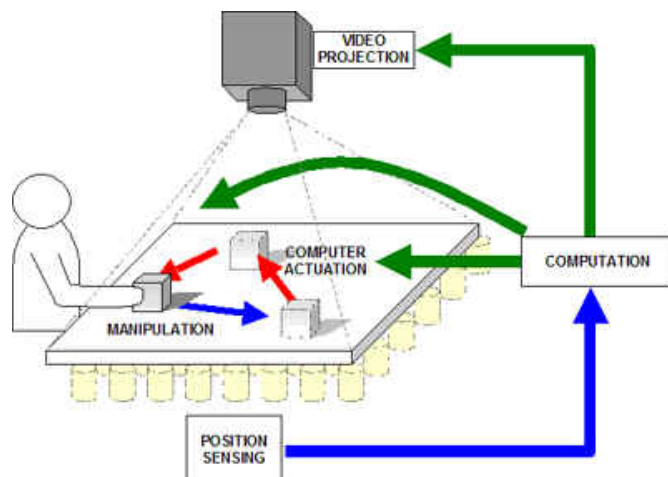 VIDEO
PROJECTION
COMPUTER
ACTUATION
COMPUTATION
MANIPULATION
POSITION
SENSING